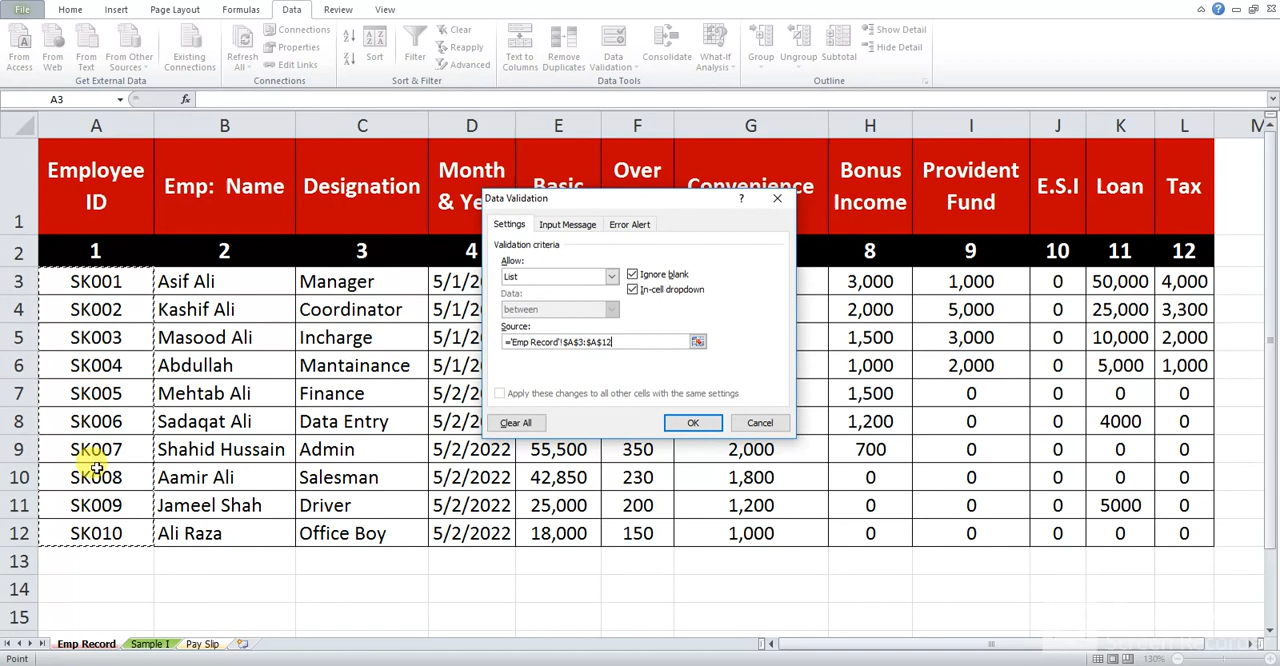 File Home Insert Page Layout Formulas Data Review View
From Access From Web From Text From Other Sources Existing Connections Refresh All Connections Properties Edit Links Sort Filter Clear Reapply Advanced Text to Columns Remove Duplicates Data Validation Consolidate What-If Analysis Group Ungroup Subtotal Show Detail Hide Detail
Get External Data Connections Sort & Filter Data Tools Outline
A3 fx
A B C D E F G H I J K L M
1 Employee ID Emp: Name Designation Month & Ye Basic Over Convenience Bonus Income Provident Fund E.S.I Loan Tax
2 1 2 3 4 8 9 10 11 12
3 SK001 Asif Ali Manager 5/1/20 3,000 1,000 0 50,000 4,000
4 SK002 Kashif Ali Coordinator 5/1/20 2,000 5,000 0 25,000 3,300
5 SK003 Masood Ali Incharge 5/1/20 1,000 3,000 0 10,000 2,000
6 SK004 Abdullah Mantainance 5/1/20 1,000 2,000 0 5,000 1,000
7 SK005 Mehtab Ali Finance 5/2/20 1,500 0 0 0 0
8 SK006 Sadaqat Ali Data Entry 5/2/20 1,200 0 0 4000 0
9 SK007 Shahid Hussain Admin 5/2/2022 55,500 350 2,000 700 0 0 0 0
10 SK008 Aamir Ali Salesman 5/2/2022 42,850 230 1,800 0 0 0 0 0
11 SK009 Jameel Shah Driver 5/2/2022 25,000 200 1,200 0 0 0 5000 0
12 SK010 Ali Raza Office Boy 5/2/2022 18,000 150 1,000 0 0 0 0 0
13
14
15
Data Validation ?
Settings Input Message Error Alert
Validation criteria
Allow:
List Ignore blank
Data: In-cell dropdown
between
Source:
='Emp Record'!$A$3:$A$12
Apply these changes to all other cells with the same settings
Clear All OK Cancel
Emp Record Sample I Pay Slip
Point 130%